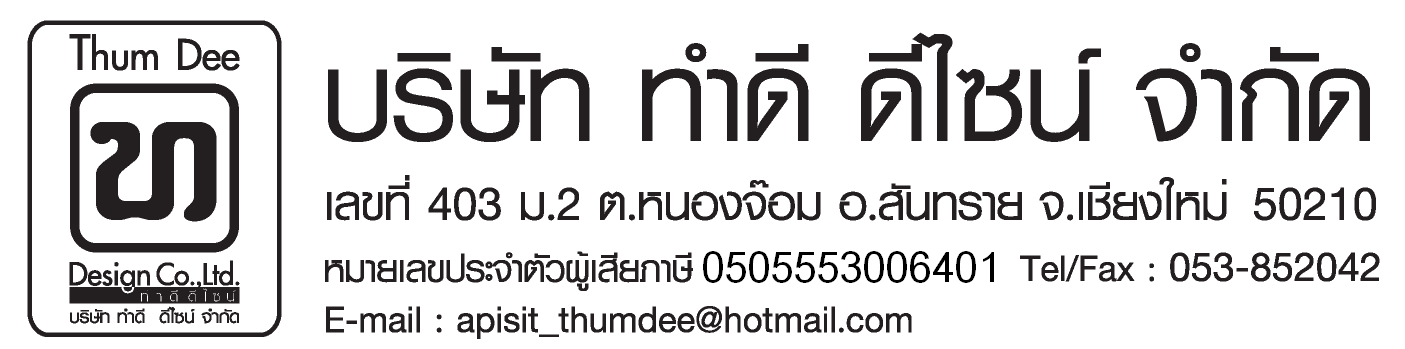 Thum Dee
ท
Design Co.,Ltd.
ทำดี ดีไซน์
บริษัท ทำดี ดีไซน์ จำกัด
บริษัท ทำดี ดีไซน์ จำกัด
เลขที่ 403 ม.2 ต.หนองจ๊อม อ.สันทราย จ.เชียงใหม่ 50210
หมายเลขประจำตัวผู้เสียภาษี 0505553006401 Tel/Fax : 053-852042
E-mail : apisit_thumdee@hotmail.com